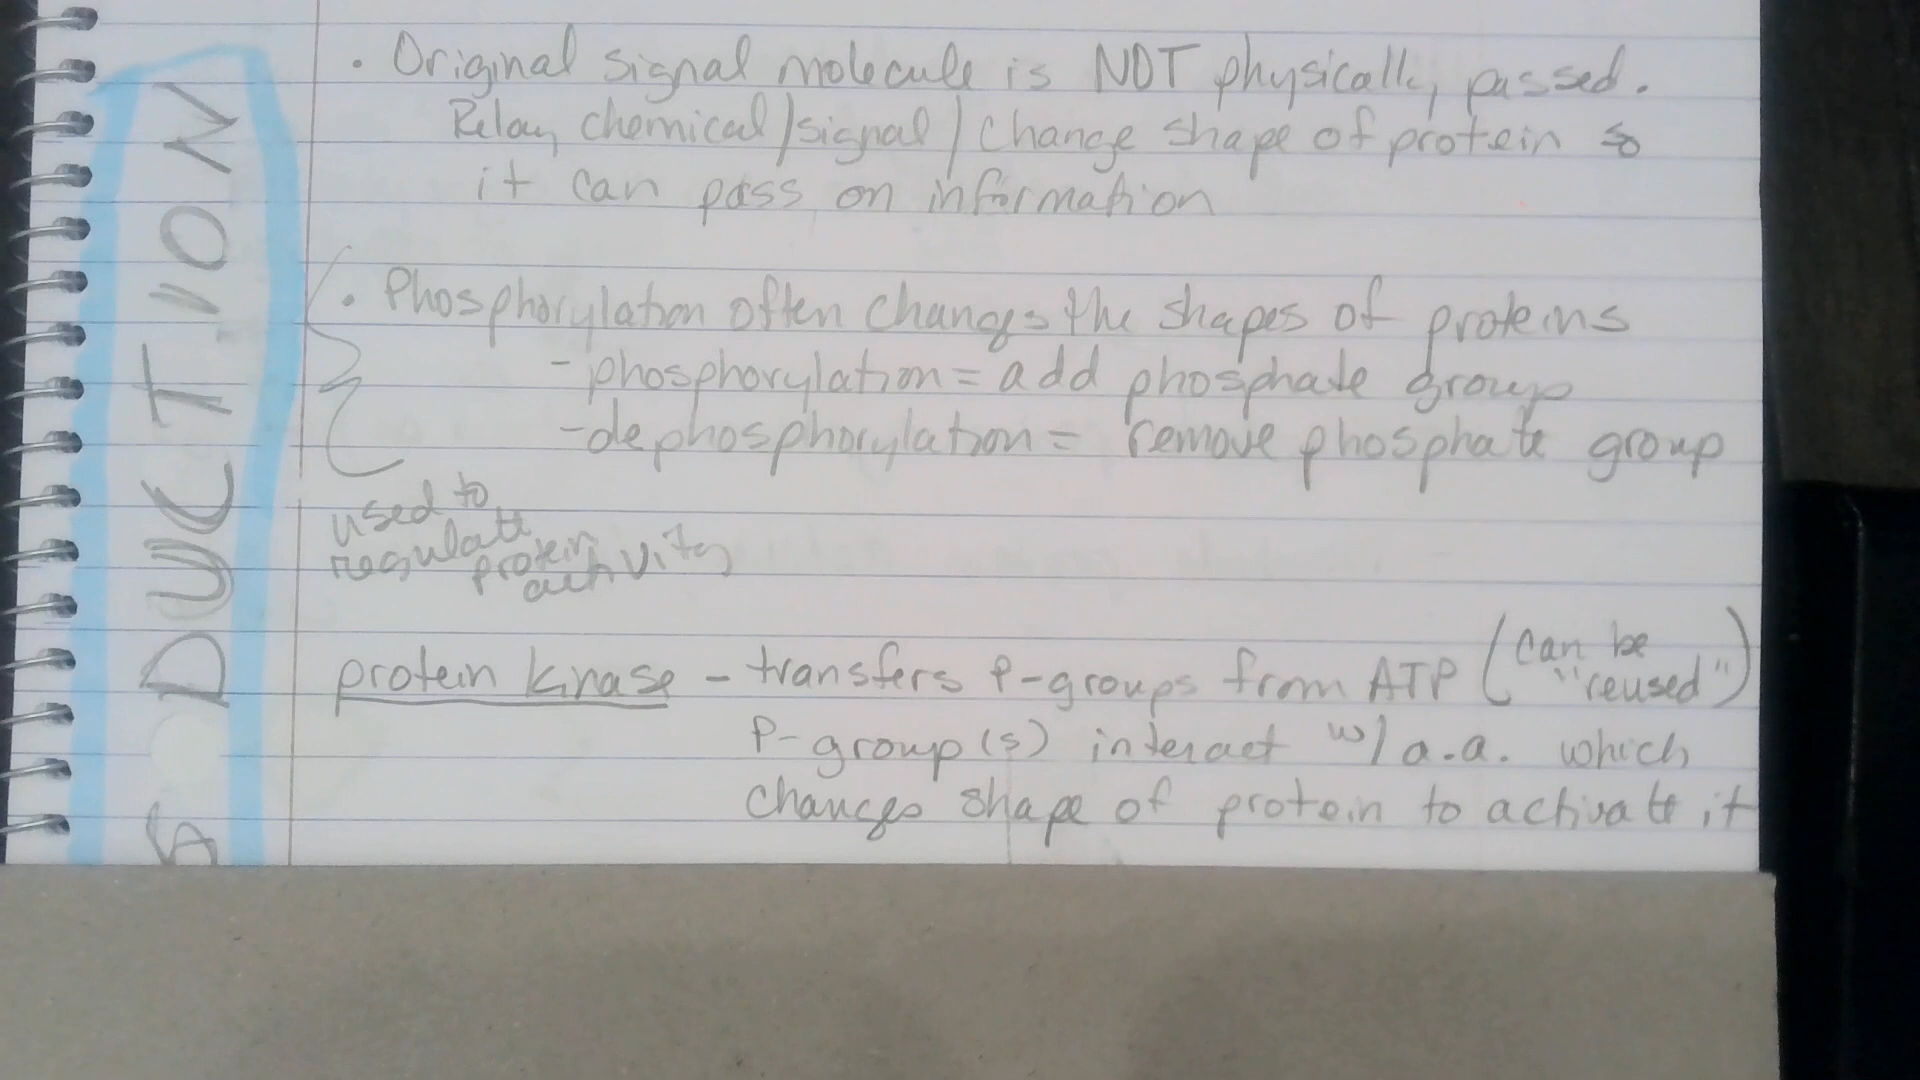 • Original signal molecule is NOT physically passed.
Relay chemical/signal/change shape of protein so
it can pass on information
• Phosphorylation often changes the shapes of proteins
- phosphorylation = add phosphate group
- dephosphorylation = remove phosphate group
used to
regulate
protein
activity
protein kinase - transfers P-groups from ATP (can be "reused")
P-group(s) interact w/ a.a. which
changes shape of protein to activate it
SDUCTION